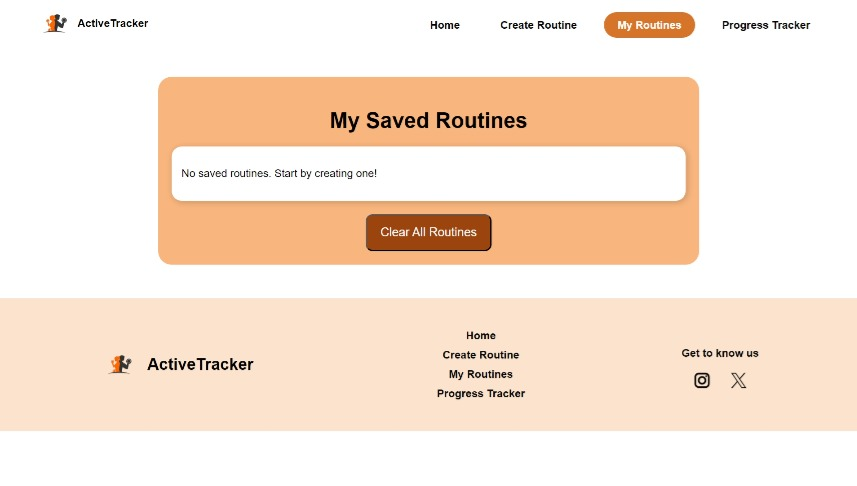 ActiveTracker
Home
Create Routine
My Routines
Progress Tracker
My Saved Routines
No saved routines. Start by creating one!
Clear All Routines
ActiveTracker
Home
Create Routine
My Routines
Progress Tracker
Get to know us